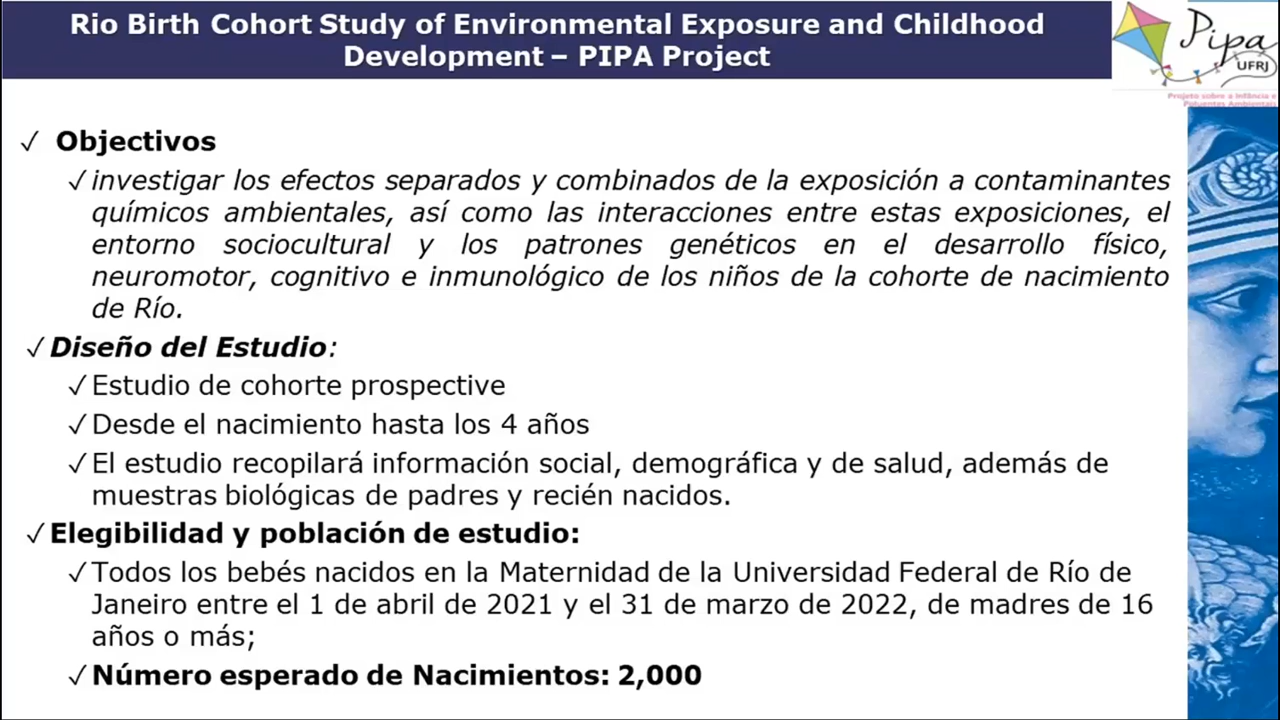 Rio Birth Cohort Study of Environmental Exposure and Childhood
Development – PIPA Project
Pipa
UFRJ
Projeto sobre a Infância e
Poluentes Ambientais
✓ Objectivos
✓ investigar los efectos separados y combinados de la exposición a contaminantes
químicos ambientales, así como las interacciones entre estas exposiciones, el
entorno sociocultural y los patrones genéticos en el desarrollo físico,
neuromotor, cognitivo e inmunológico de los niños de la cohorte de nacimiento
de Río.
✓ Diseño del Estudio:
✓ Estudio de cohorte prospective
✓ Desde el nacimiento hasta los 4 años
✓ El estudio recopilará información social, demográfica y de salud, además de
muestras biológicas de padres y recién nacidos.
✓ Elegibilidad y población de estudio:
✓ Todos los bebés nacidos en la Maternidad de la Universidad Federal de Río de
Janeiro entre el 1 de abril de 2021 y el 31 de marzo de 2022, de madres de 16
años o más;
✓ Número esperado de Nacimientos: 2,000